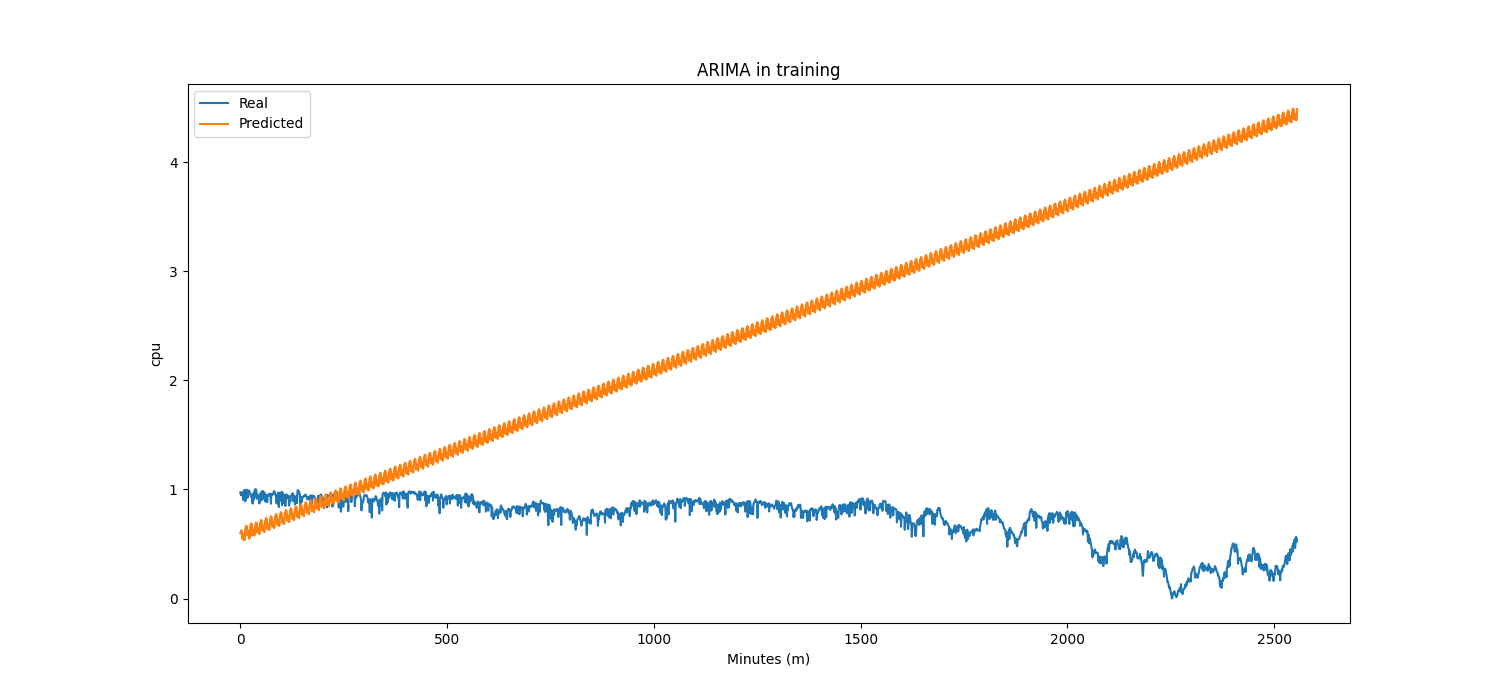 ARIMA in training
Real
Predicted
cpu
4
3
2
1
0
0 500 1000 1500 2000 2500
Minutes (m)